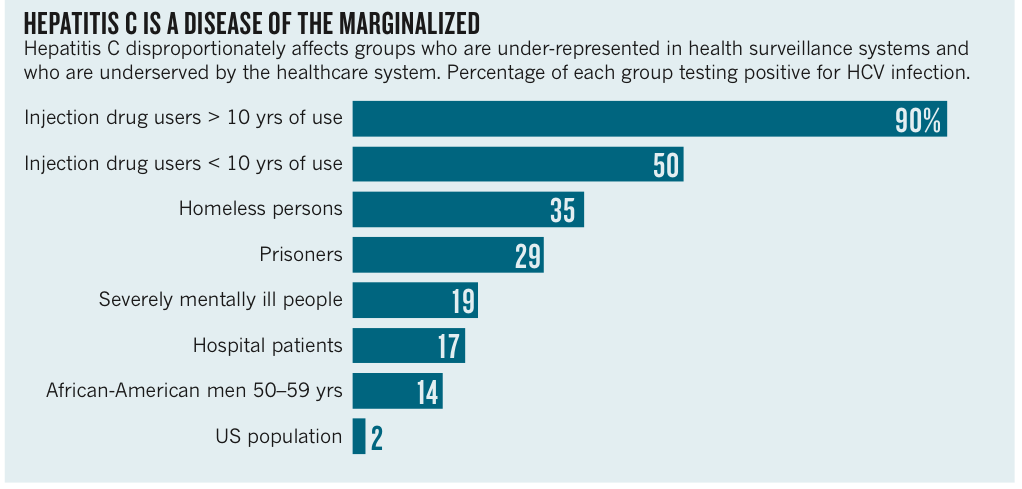 HEPATITIS C IS A DISEASE OF THE MARGINALIZED
Hepatitis C disproportionately affects groups who are under-represented in health surveillance systems and
who are underserved by the healthcare system. Percentage of each group testing positive for HCV infection.
Injection drug users > 10 yrs of use 90%
Injection drug users < 10 yrs of use 50
Homeless persons 35
Prisoners 29
Severely mentally ill people 19
Hospital patients 17
African-American men 50–59 yrs 14
US population 2